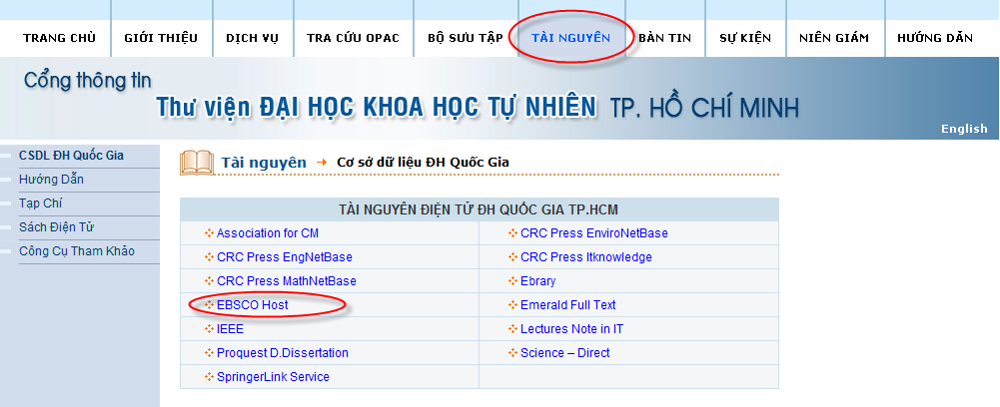 TRANG CHỦ GIỚI THIỆU DỊCH VỤ TRA CỨU OPAC BỘ SƯU TẬP TÀI NGUYÊN BẢN TIN SỰ KIỆN NIÊN GIÁM HƯỚNG DẪN
Cổng thông tin
Thư viện ĐẠI HỌC KHOA HỌC TỰ NHIÊN TP. HỒ CHÍ MINH
English
CSDL ĐH Quốc Gia
Hướng Dẫn
Tạp Chí
Sách Điện Tử
Công Cụ Tham Khảo
Tài nguyên Cơ sở dữ liệu ĐH Quốc Gia
TÀI NGUYÊN ĐIỆN TỬ ĐH QUỐC GIA TP.HCM
Association for CM CRC Press EnviroNetBase
CRC Press EngNetBase CRC Press Itknowledge
CRC Press MathNetBase Ebrary
EBSCO Host Emerald Full Text
IEEE Lectures Note in IT
Proquest D.Dissertation Science – Direct
SpringerLink Service